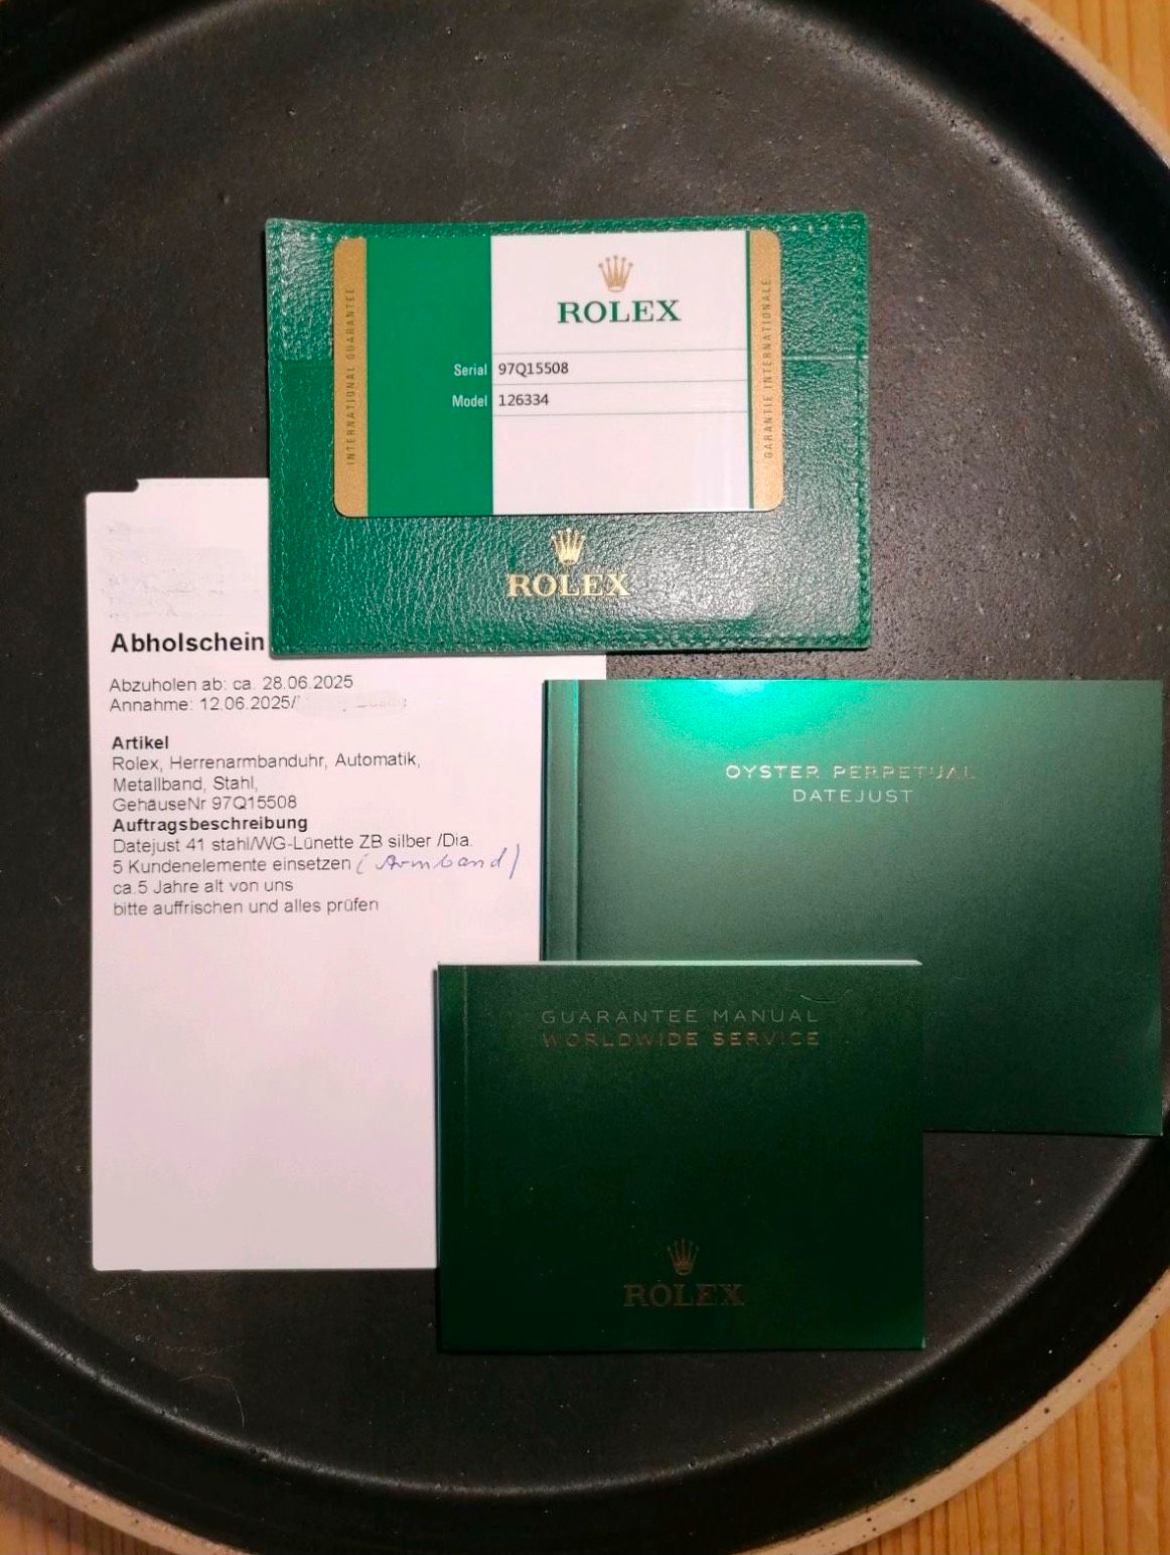 INTERNATIONAL GUARANTEE
ROLEX
Serial 97Q15508
Model 126334
GARANTIE INTERNATIONALE
ROLEX
Abholschein
Abzuholen ab: ca. 28.06.2025
Annahme: 12.06.2025/
Artikel
Rolex, Herrenarmbanduhr, Automatik,
Metallband, Stahl,
GehäuseNr 97Q15508
Auftragsbeschreibung
Datejust 41 stahl/WG-Lünette ZB silber /Dia.
5 Kundenelemente einsetzen (Armband)
ca.5 Jahre alt von uns
bitte auffrischen und alles prüfen
OYSTER PERPETUAL
DATEJUST
GUARANTEE MANUAL
WORLDWIDE SERVICE
ROLEX